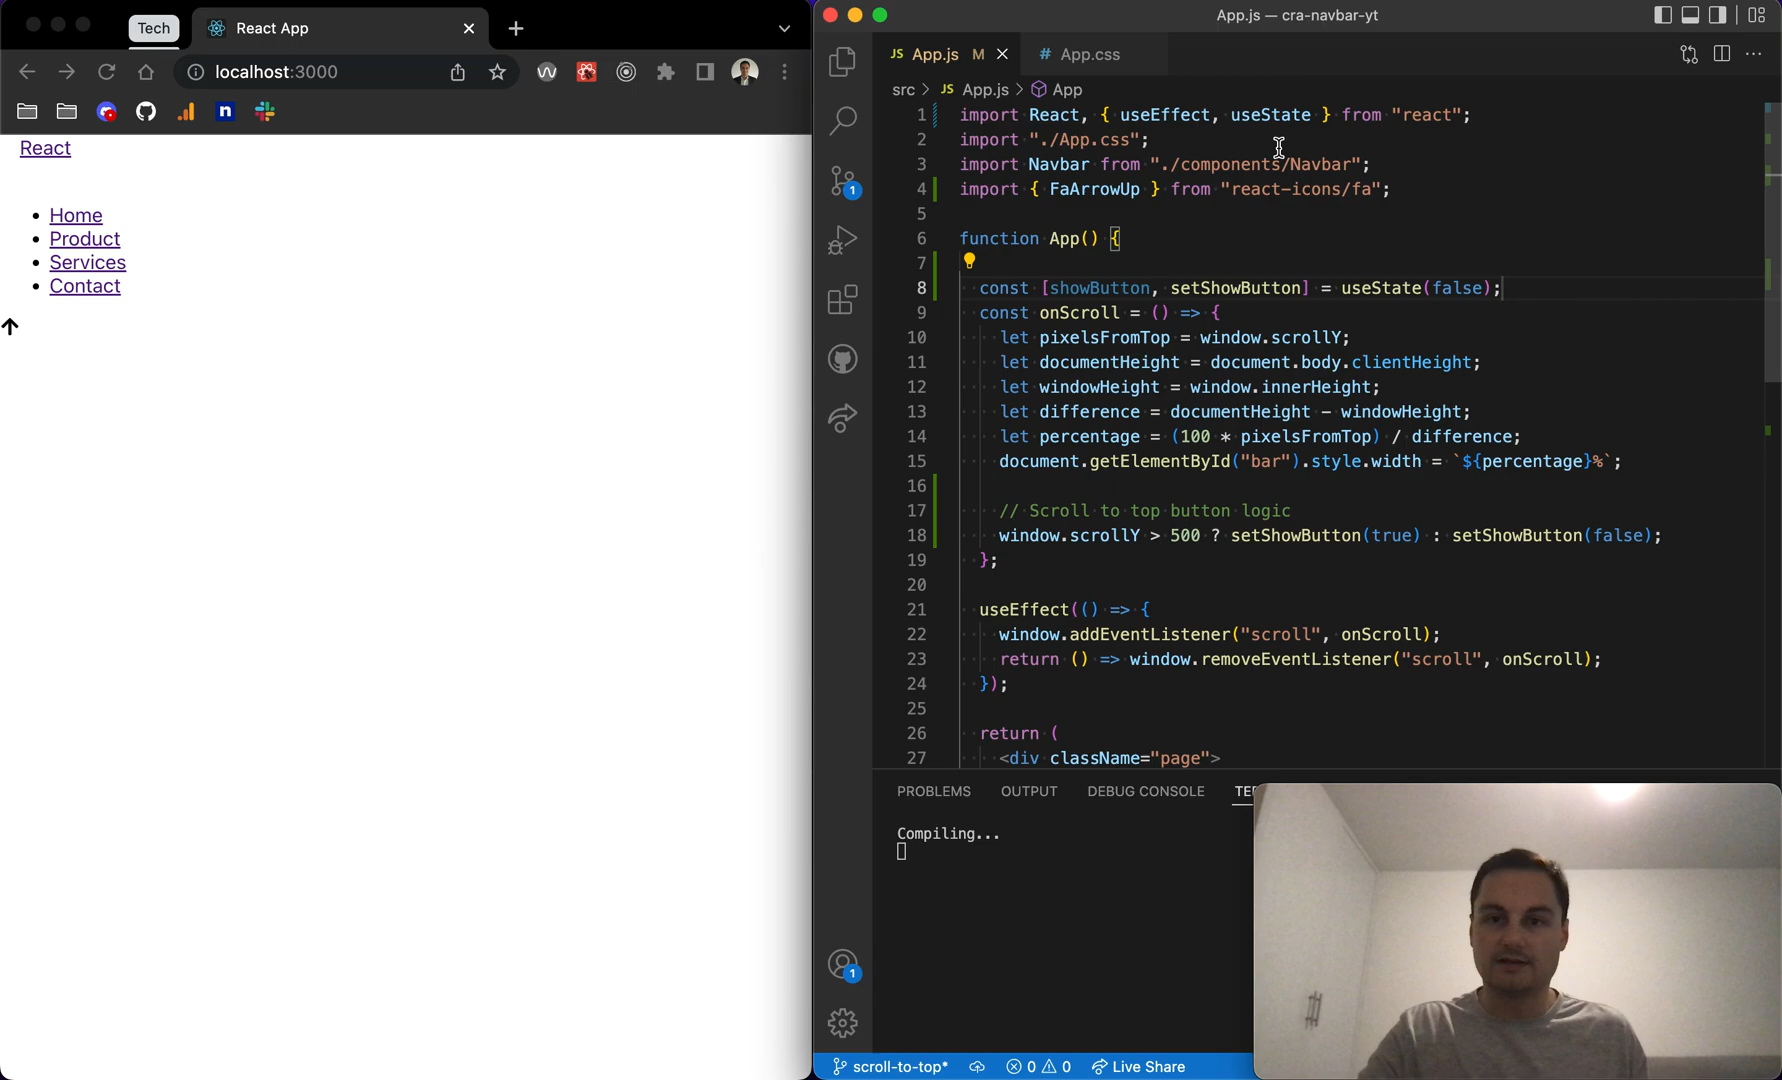 Tech
React App
localhost:3000
React
Home
Product
Services
Contact
App.js — cra-navbar-yt
JS App.js M
# App.css
src > JS App.js > App
1 import React, { useEffect, useState } from "react";
2 import "./App.css";
3 import Navbar from "./components/Navbar";
4 import { FaArrowUp } from "react-icons/fa";
5
6 function App() {
7
8 const [showButton, setShowButton] = useState(false);
9 const onScroll = () => {
10 let pixelsFromTop = window.scrollY;
11 let documentHeight = document.body.clientHeight;
12 let windowHeight = window.innerHeight;
13 let difference = documentHeight - windowHeight;
14 let percentage = (100 * pixelsFromTop) / difference;
15 document.getElementById("bar").style.width = `${percentage}%`;
16
17 // Scroll to top button logic
18 window.scrollY > 500 ? setShowButton(true) : setShowButton(false);
19 };
20
21 useEffect(() => {
22 window.addEventListener("scroll", onScroll);
23 return () => window.removeEventListener("scroll", onScroll);
24 });
25
26 return (
27 <div className="page">
1
PROBLEMS OUTPUT DEBUG CONSOLE TER
Compiling...
1
scroll-to-top* 0 0 Live Share